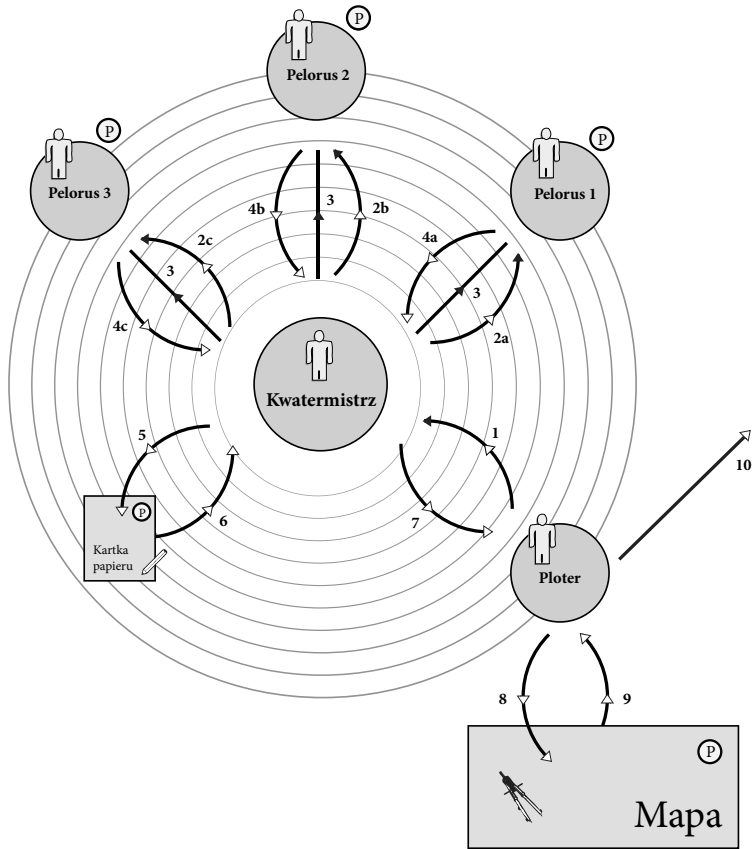 P
Pelorus 2
P
Pelorus 3
P
Pelorus 1
4b
3
2b
2c
3
4c
4a
3
2a
Kwatermistrz
5
6
1
7
10
P
Kartka
papieru
Ploter
8
9
P
Mapa